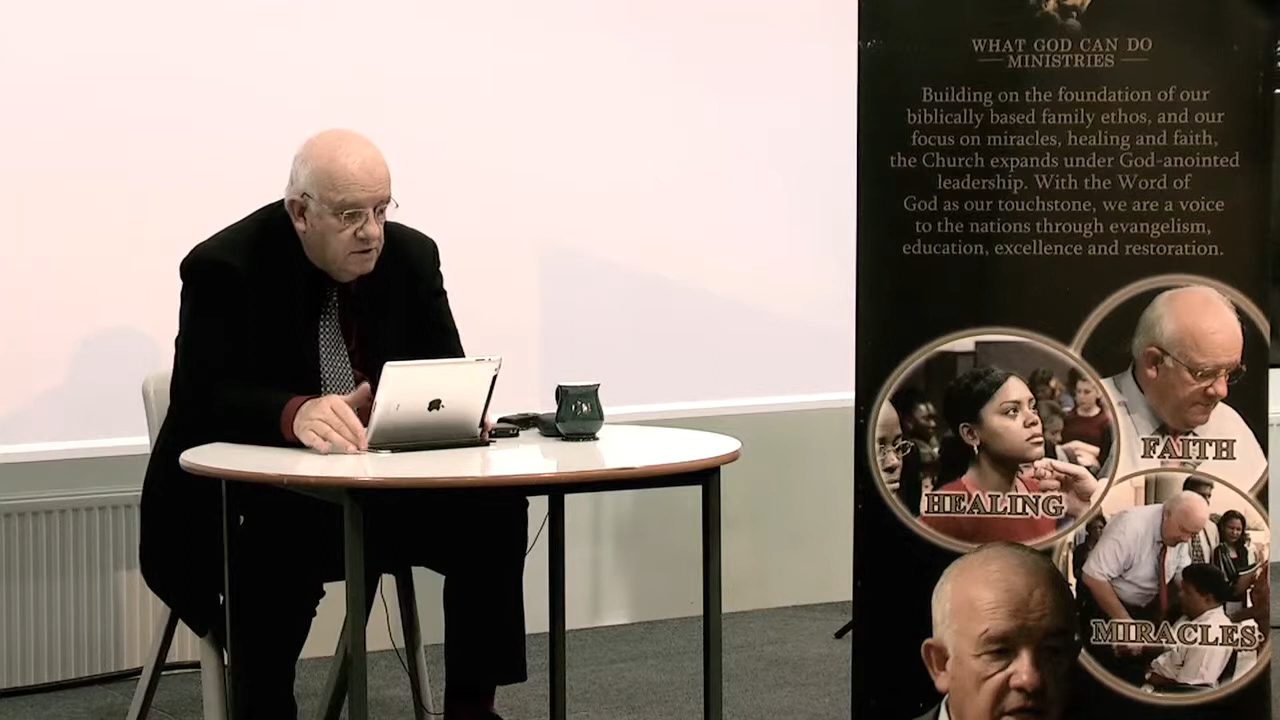 WHAT GOD CAN DO
MINISTRIES
Building on the foundation of our
biblically based family ethos, and our
focus on miracles, healing and faith,
the Church expands under God-anointed
leadership. With the Word of
God as our touchstone, we are a voice
to the nations through evangelism,
education, excellence and restoration.
FAITH
HEALING
MIRACLES